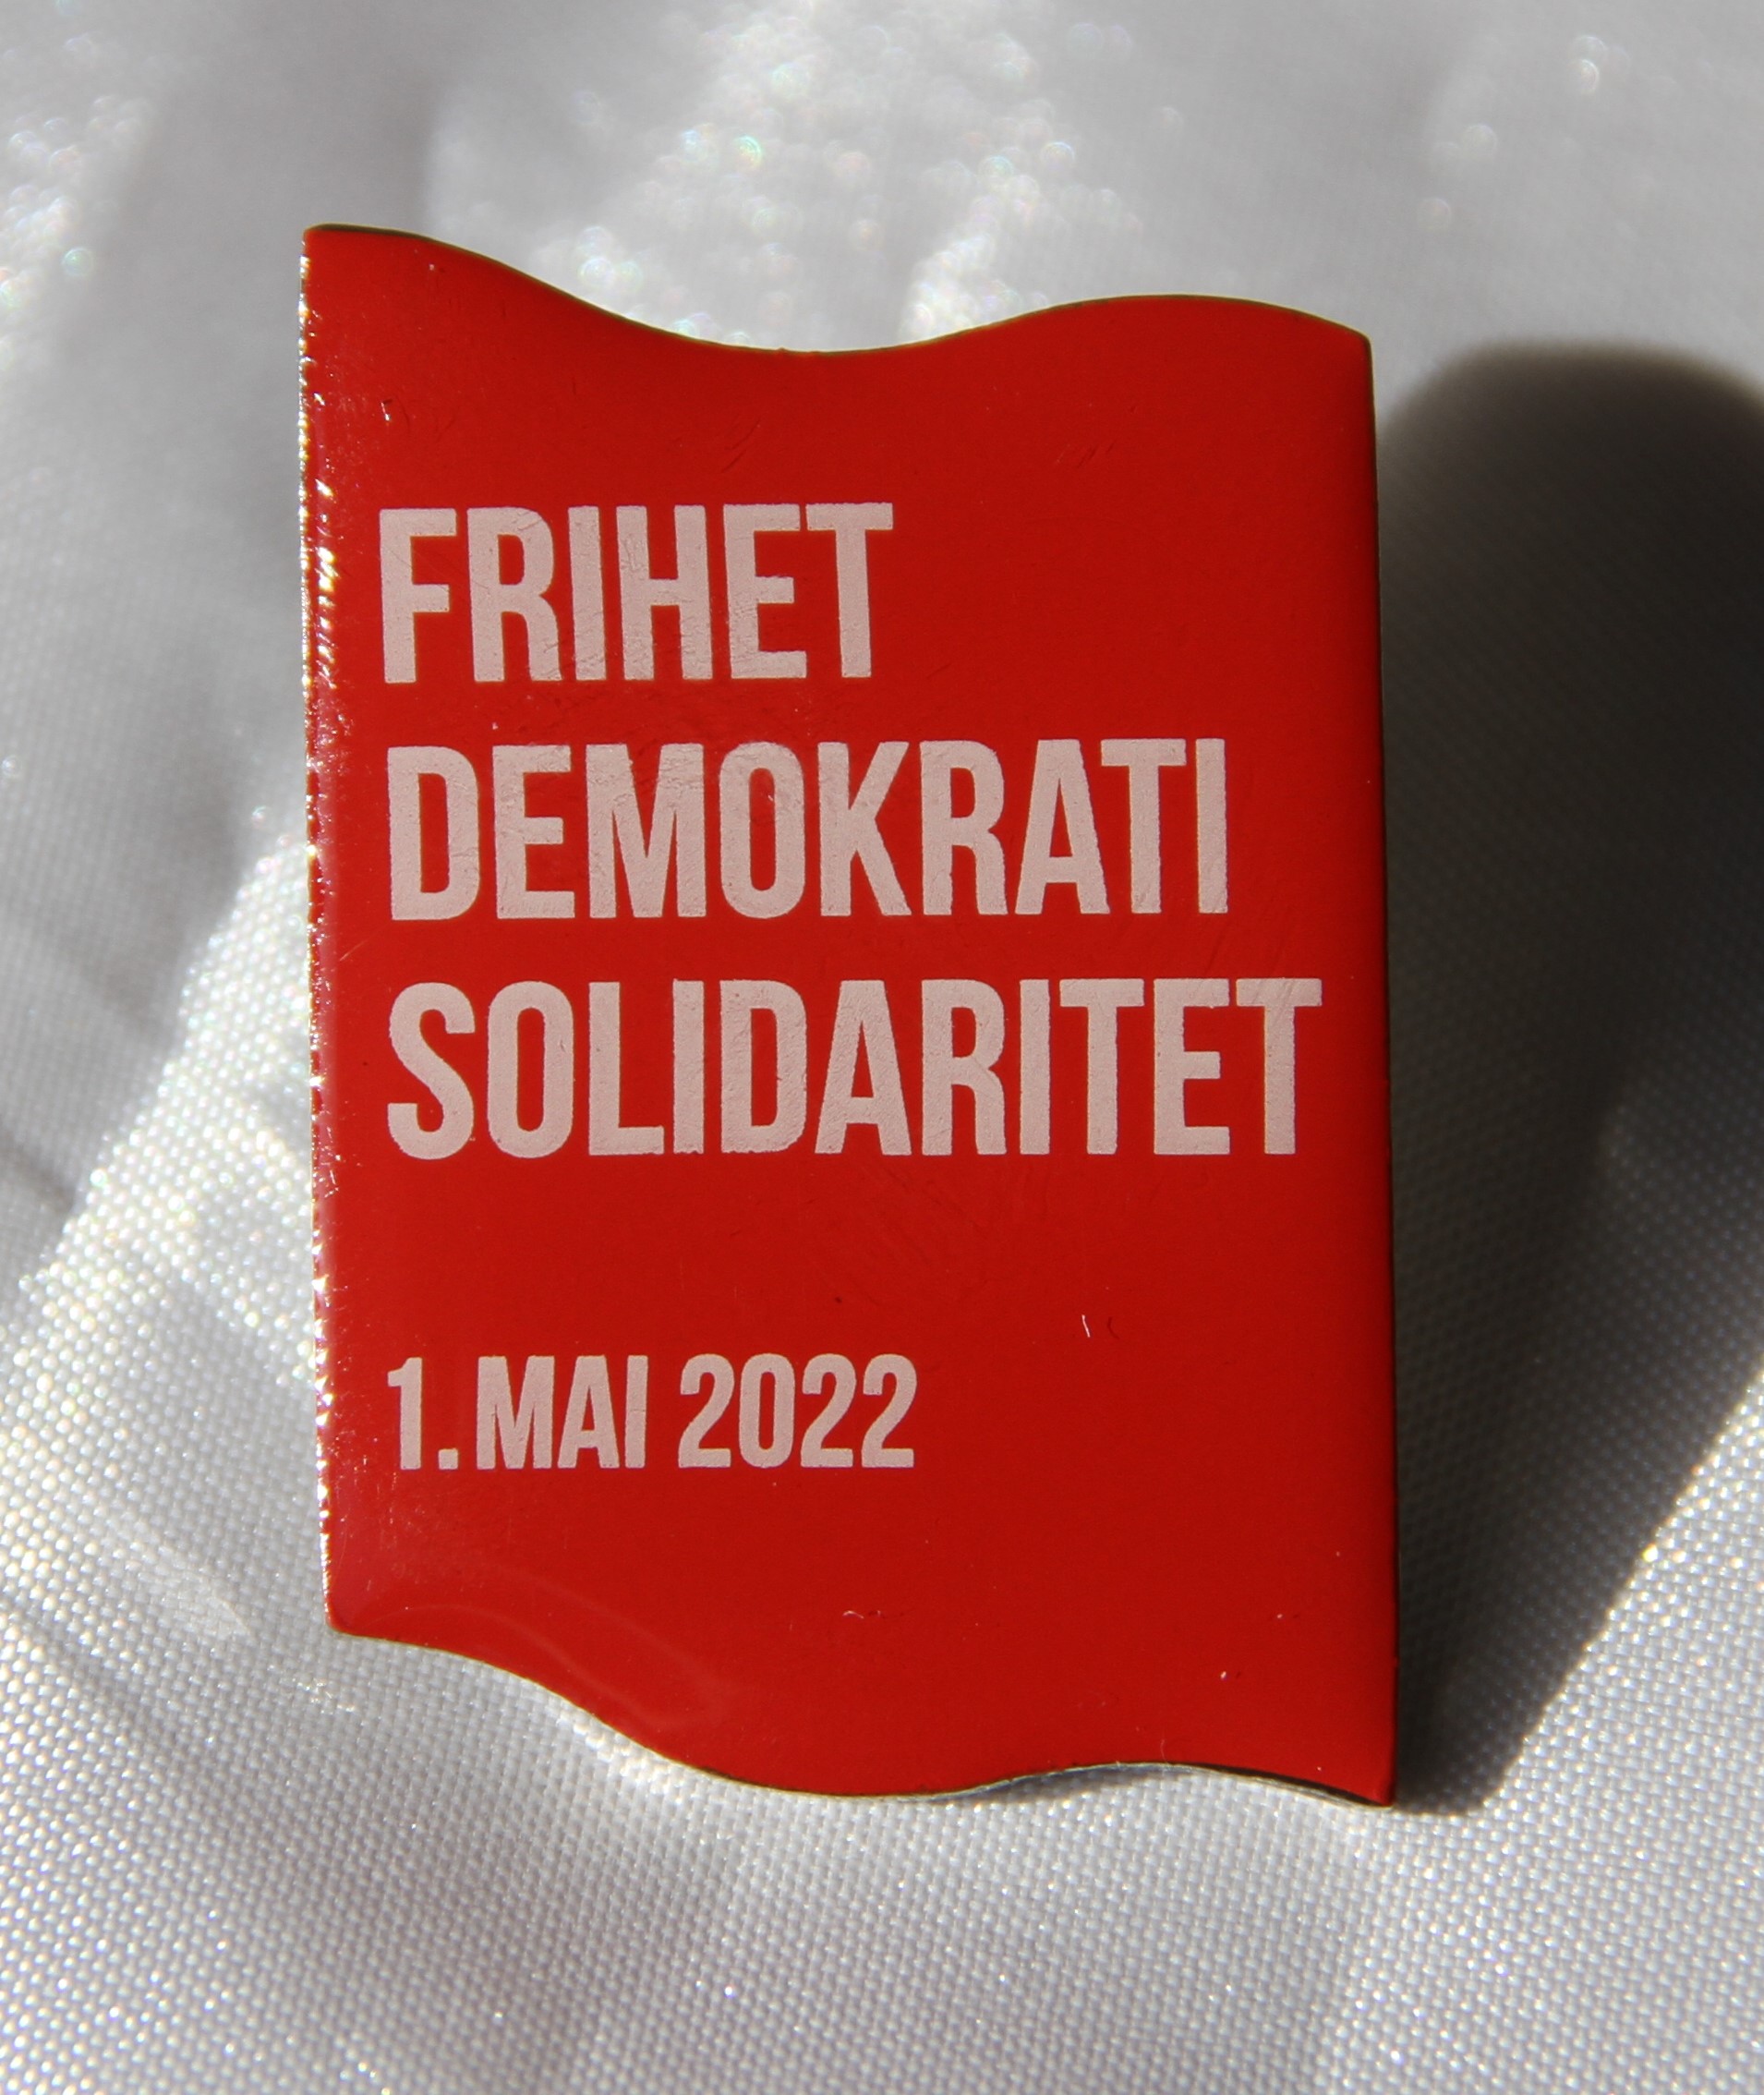 FRIHET
DEMOKRATI
SOLIDARITET
1. MAI 2022